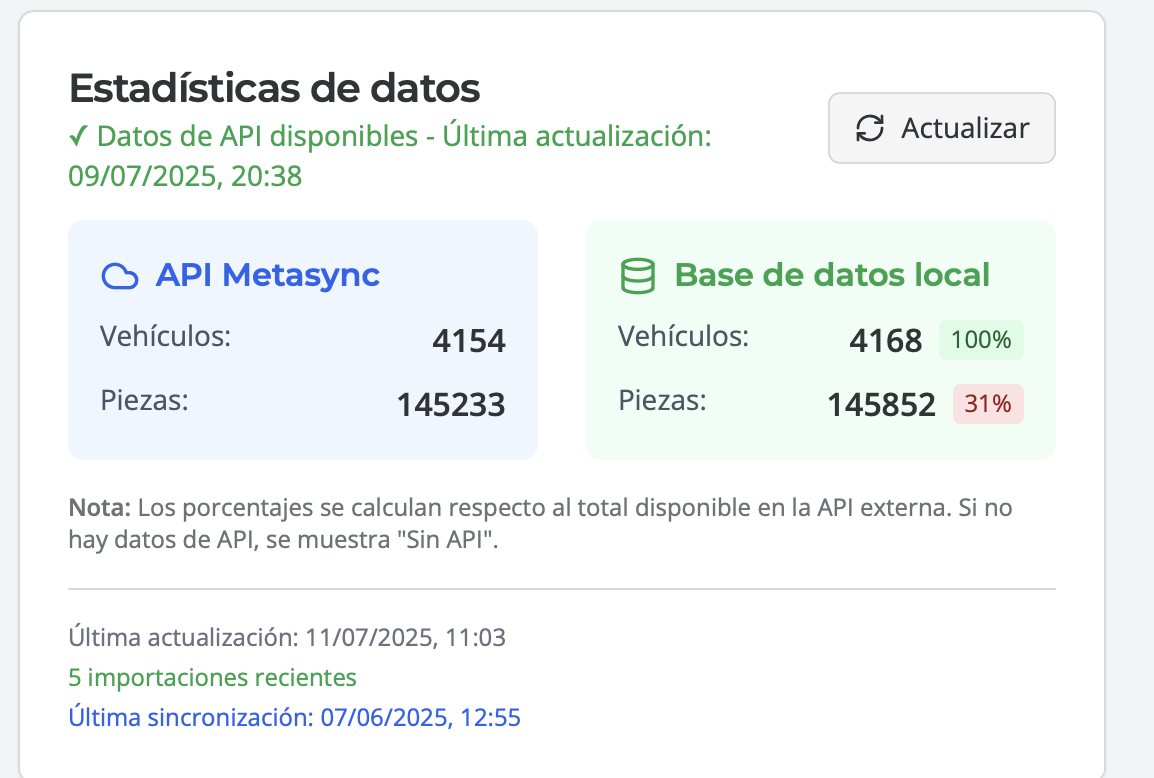 Estadísticas de datos
✓ Datos de API disponibles - Última actualización:
09/07/2025, 20:38
Actualizar
API Metasync
Vehículos: 4154
Piezas: 145233
Base de datos local
Vehículos: 4168 100%
Piezas: 145852 31%
Nota: Los porcentajes se calculan respecto al total disponible en la API externa. Si no
hay datos de API, se muestra "Sin API".
Última actualización: 11/07/2025, 11:03
5 importaciones recientes
Última sincronización: 07/06/2025, 12:55